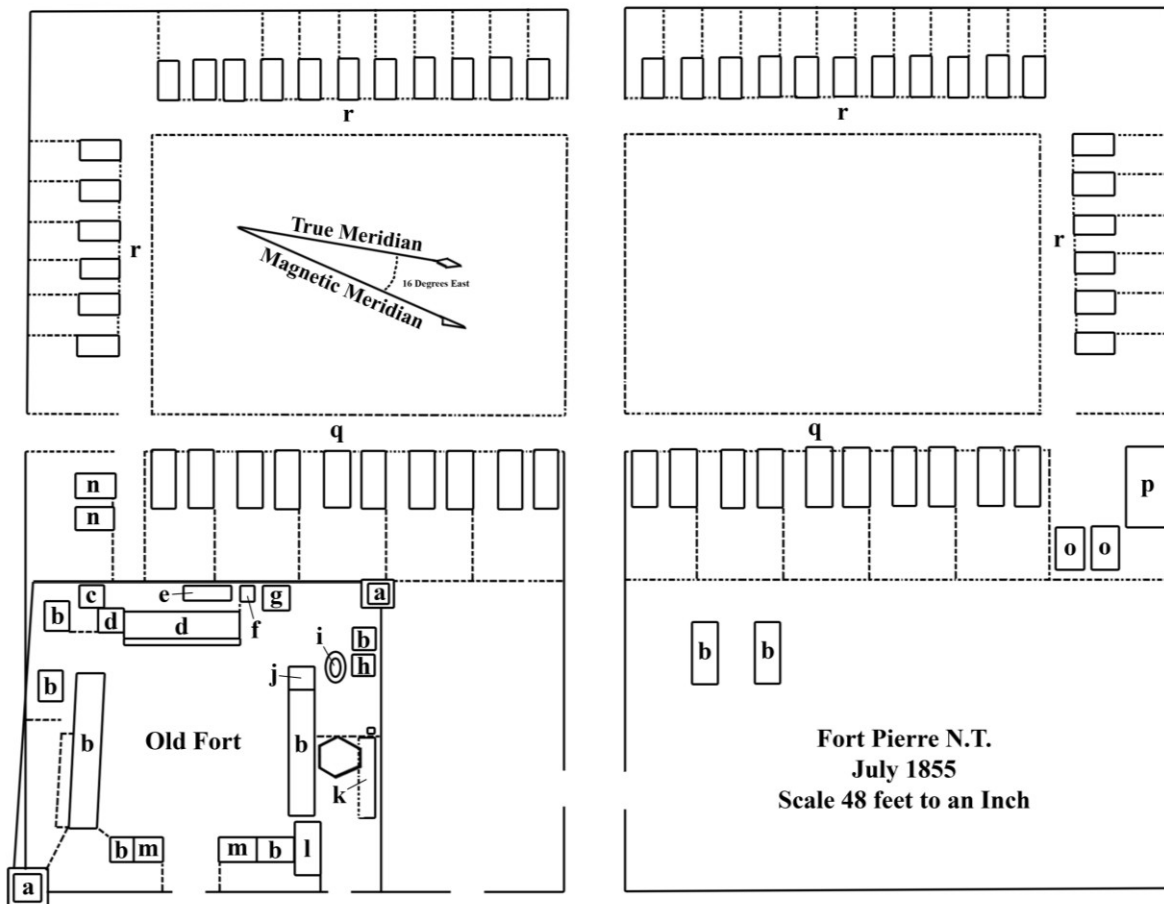 r
r
r
r
True Meridian
16 Degrees East
Magnetic Meridian
q
q
n
n
p
o o
c
e
g
a
b
d
d
f
i
b
h
b
j
b
b
b
Old Fort
b
b
k
Fort Pierre N.T.
July 1855
Scale 48 feet to an Inch
b m
m b
l
a